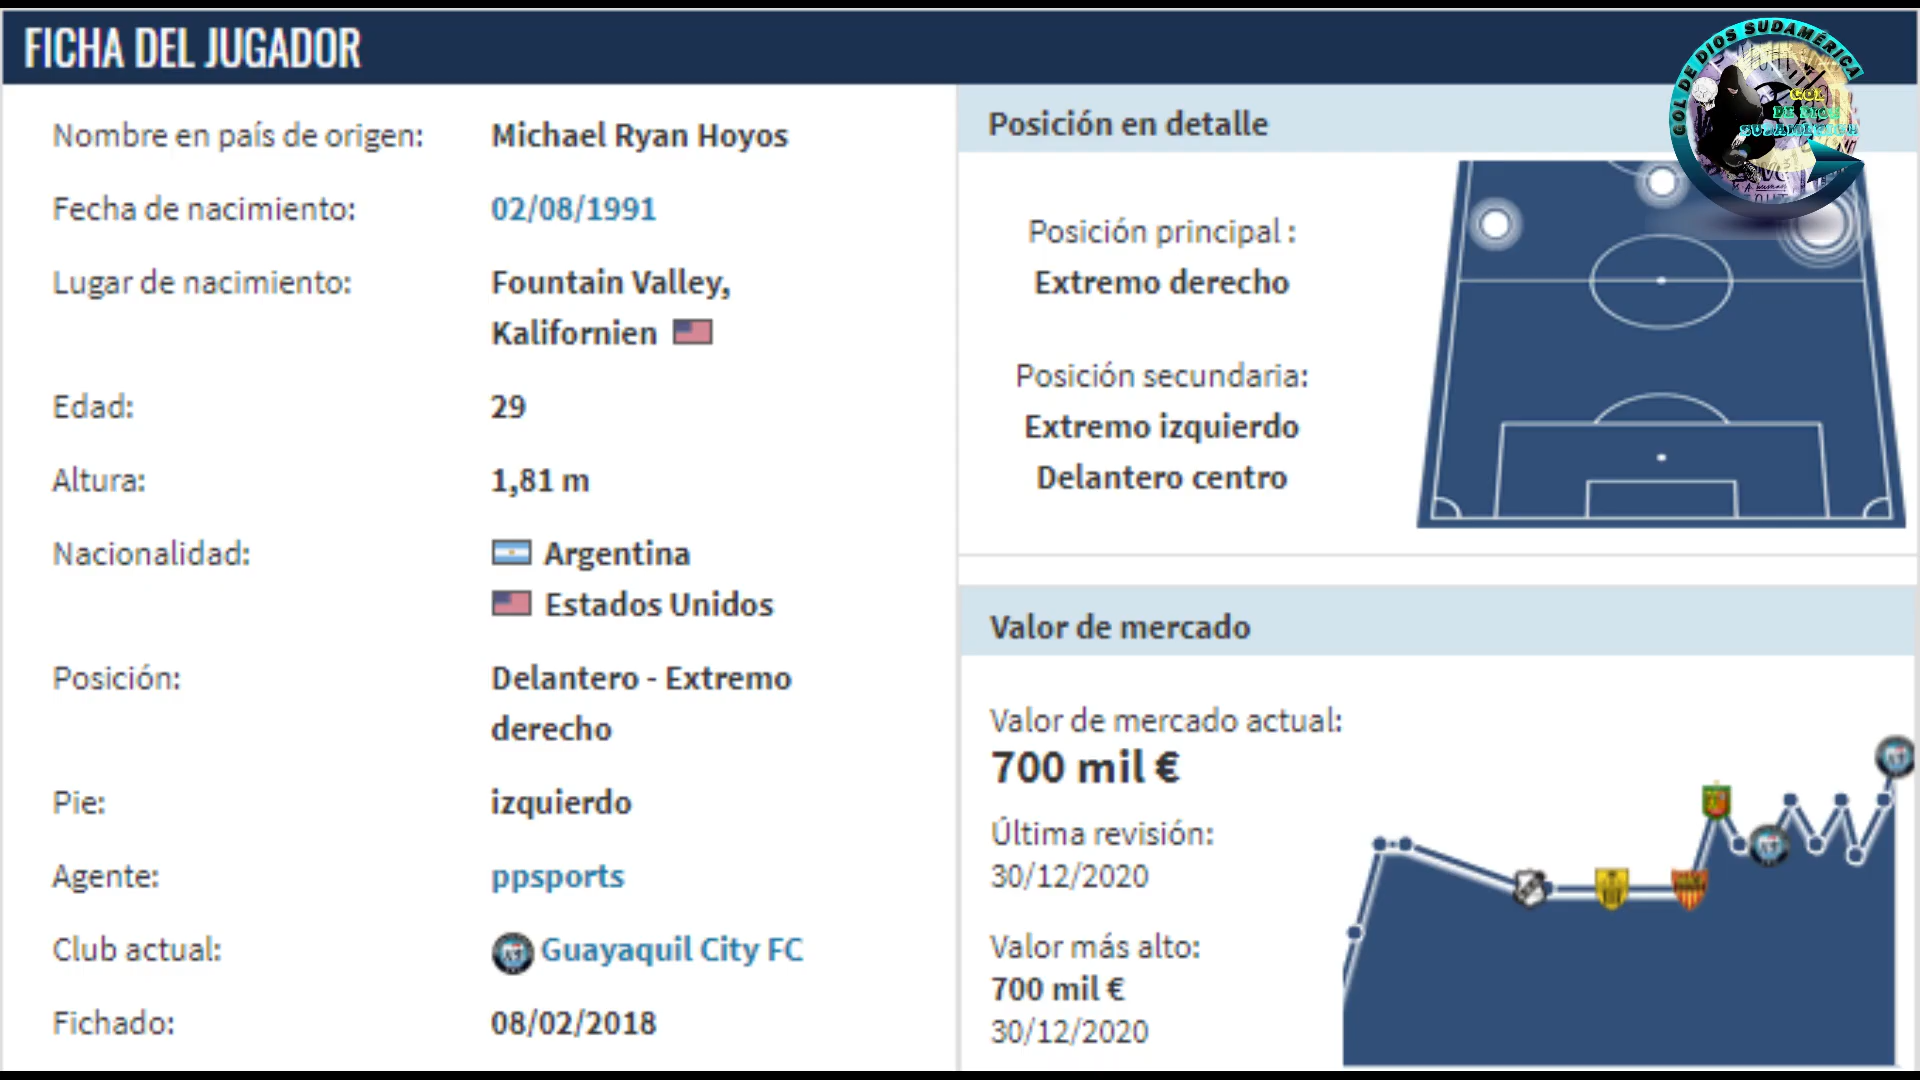 FICHA DEL JUGADOR
GOL DE DIOS SUDAMÉRICA
GOL
DE DIOS
SUDAMÉRICA
Nombre en país de origen: Michael Ryan Hoyos
Fecha de nacimiento: 02/08/1991
Lugar de nacimiento: Fountain Valley,
Kalifornien
Edad: 29
Altura: 1,81 m
Nacionalidad: Argentina
Estados Unidos
Posición: Delantero - Extremo
derecho
Pie: izquierdo
Agente: ppsports
Club actual: Guayaquil City FC
Fichado: 08/02/2018
Posición en detalle
Posición principal :
Extremo derecho
Posición secundaria:
Extremo izquierdo
Delantero centro
Valor de mercado
Valor de mercado actual:
700 mil €
Última revisión:
30/12/2020
Valor más alto:
700 mil €
30/12/2020